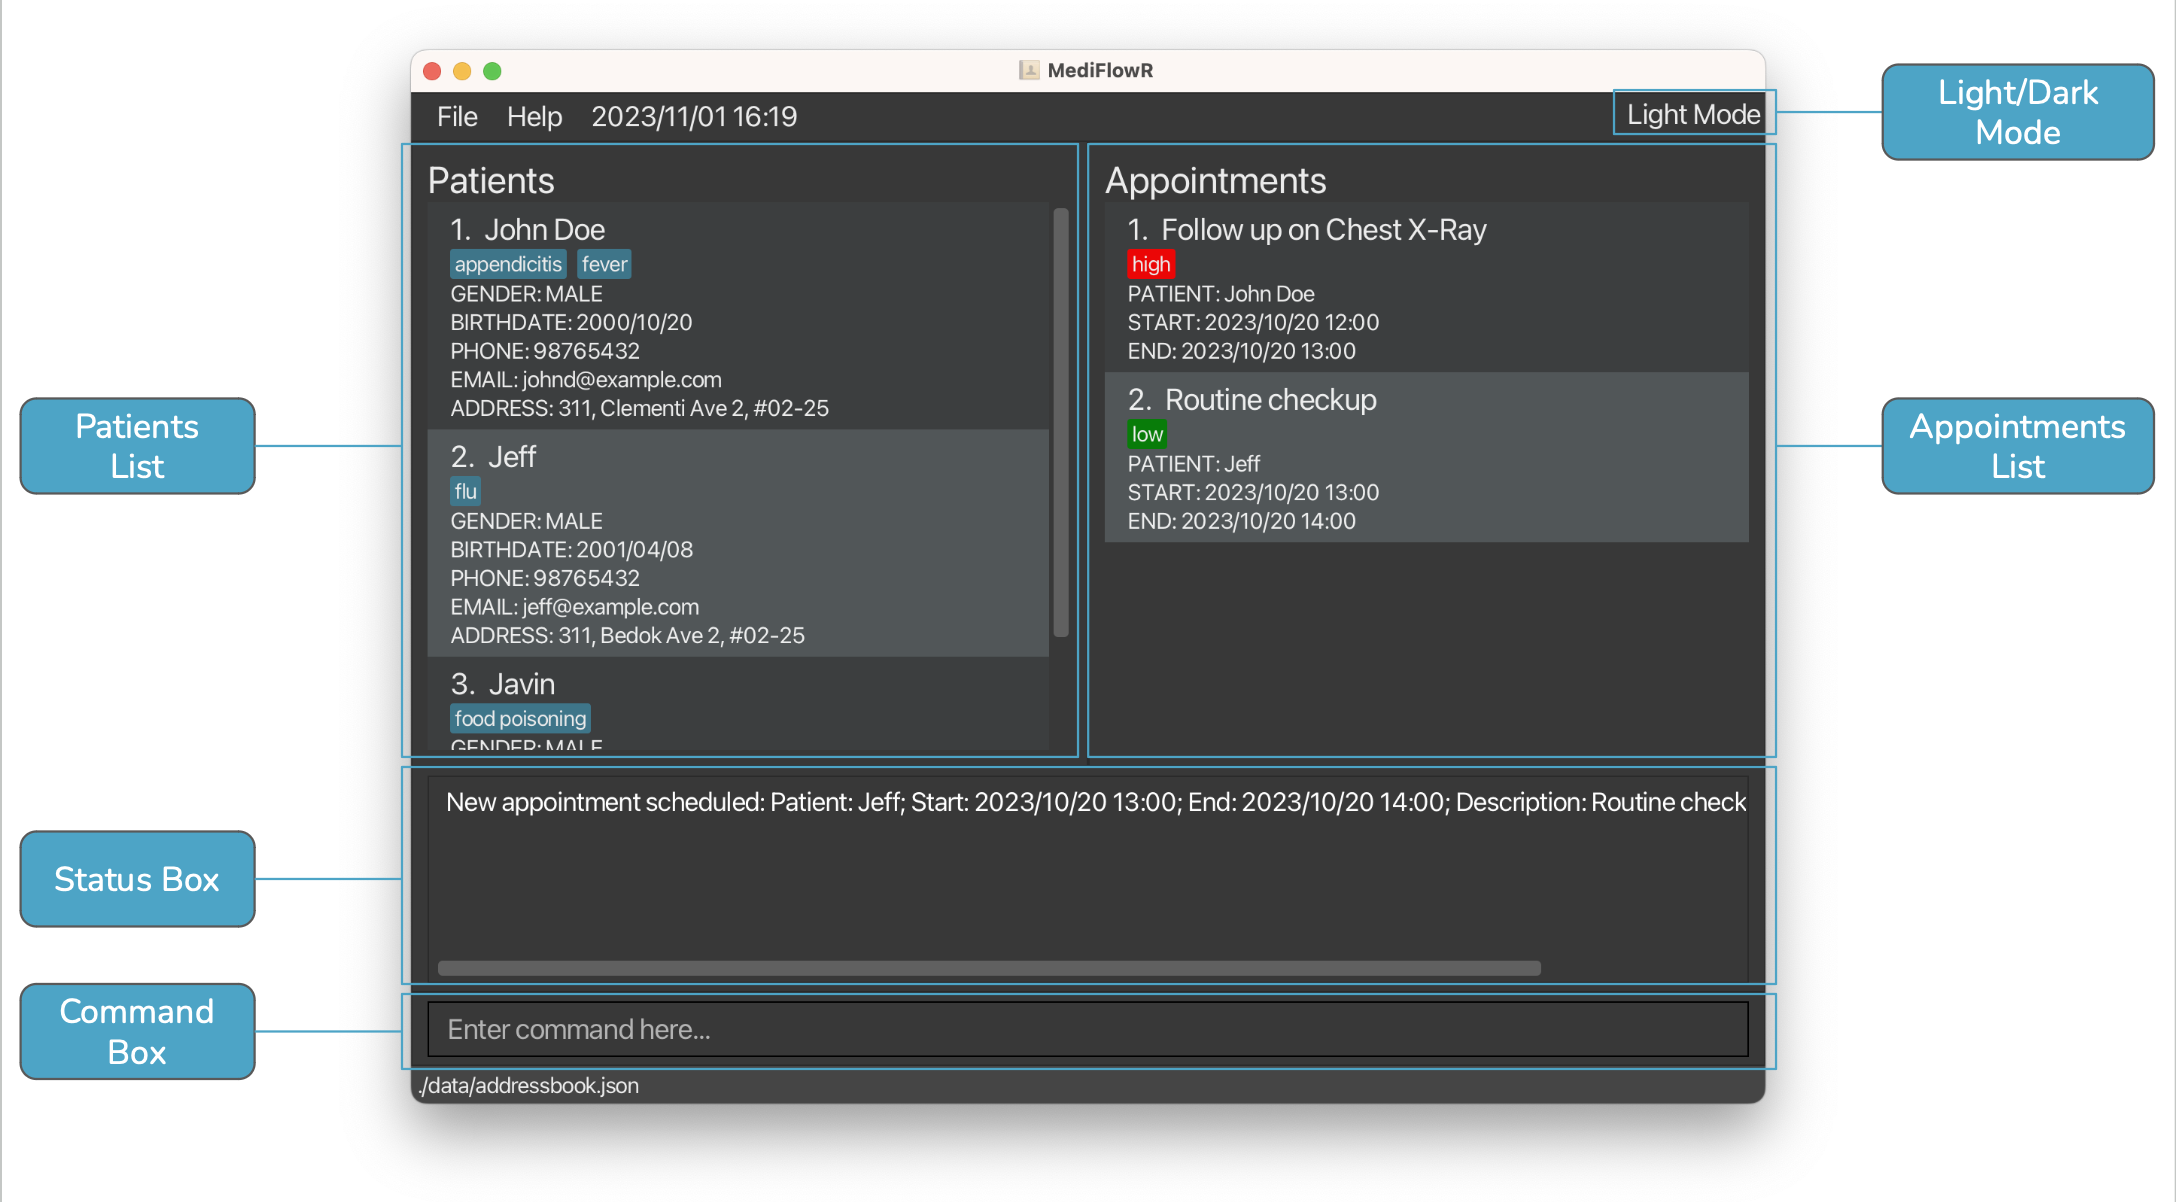 MediFlowR
File Help 2023/11/01 16:19
Light Mode
Light/Dark
Mode
Patients
1. John Doe
appendicitis fever
GENDER: MALE
BIRTHDATE: 2000/10/20
PHONE: 98765432
EMAIL: johnd@example.com
ADDRESS: 311, Clementi Ave 2, #02-25
2. Jeff
flu
GENDER: MALE
BIRTHDATE: 2001/04/08
PHONE: 98765432
EMAIL: jeff@example.com
ADDRESS: 311, Bedok Ave 2, #02-25
3. Javin
food poisoning
GENDER: MALE
Appointments
1. Follow up on Chest X-Ray
high
PATIENT: John Doe
START: 2023/10/20 12:00
END: 2023/10/20 13:00
2. Routine checkup
low
PATIENT: Jeff
START: 2023/10/20 13:00
END: 2023/10/20 14:00
Patients
List
Appointments
List
New appointment scheduled: Patient: Jeff; Start: 2023/10/20 13:00; End: 2023/10/20 14:00; Description: Routine check
Status Box
Command
Box
Enter command here...
./data/addressbook.json